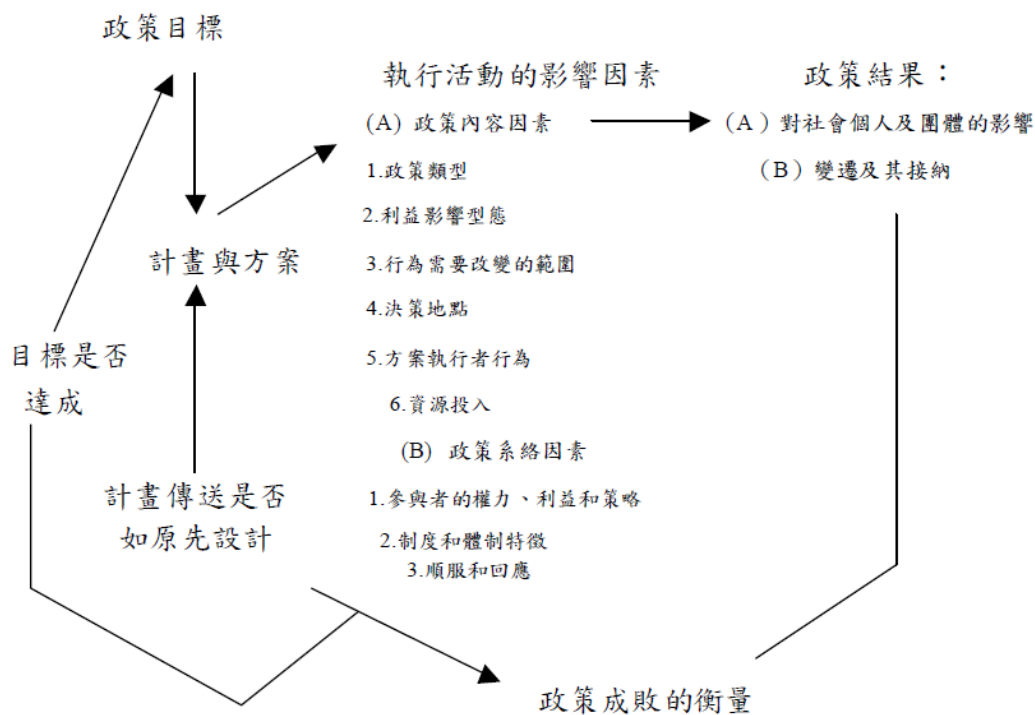 政策目標
執行活動的影響因素
政策結果：
(A) 政策內容因素
(A) 對社會個人及團體的影響
1.政策類型
(B) 變遷及其接納
2.利益影響型態
計畫與方案
3.行為需要改變的範圍
4.決策地點
目標是否
達成
5.方案執行者行為
6.資源投入
(B) 政策系絡因素
計畫傳送是否
如原先設計
1.參與者的權力、利益和策略
2.制度和體制特徵
3.順服和回應
政策成敗的衡量